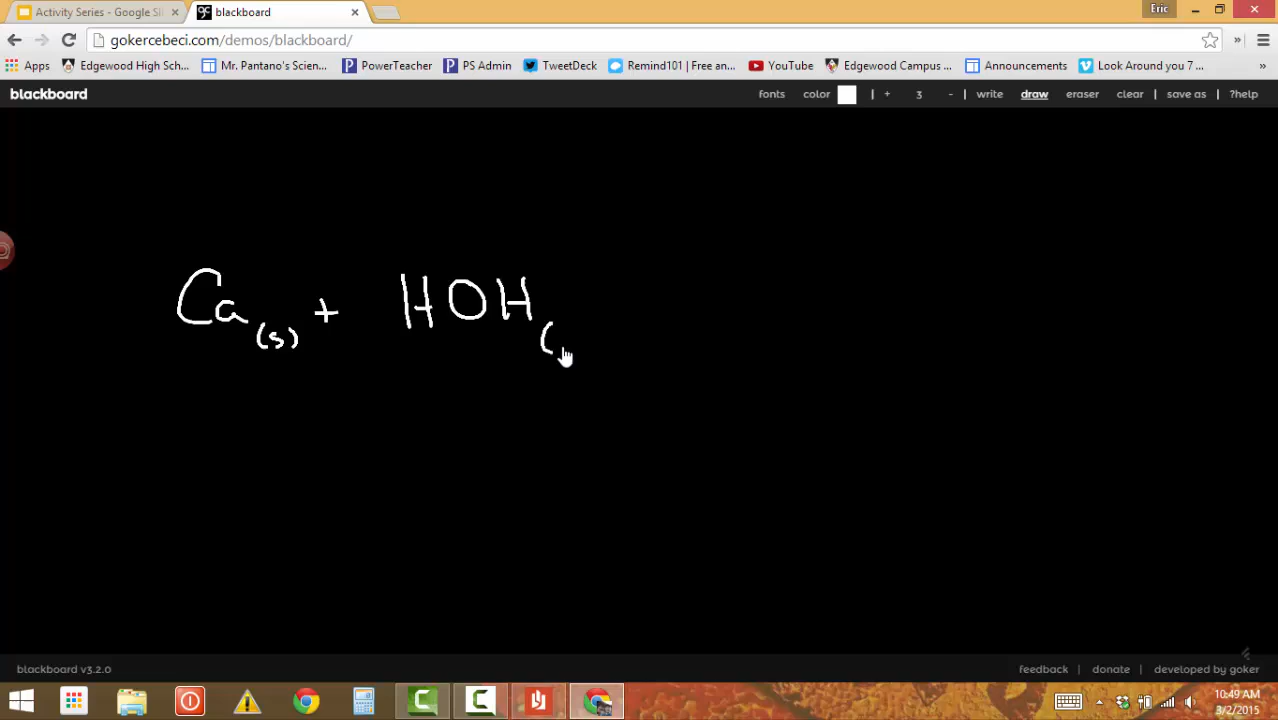 Activity Series - Google Sli
blackboard
Eric
gokercebeci.com/demos/blackboard/
Apps Edgewood High Sch... Mr. Pantano's Scien... PowerTeacher PS Admin TweetDeck Remind101 | Free an... YouTube Edgewood Campus ... Announcements Look Around you 7 ... »
blackboard fonts color | + 3 - | write draw eraser clear | save as | ?help
Ca(s) + HOH(
blackboard v3.2.0 feedback | donate | developed by goker
10:49 AM
3/2/2015